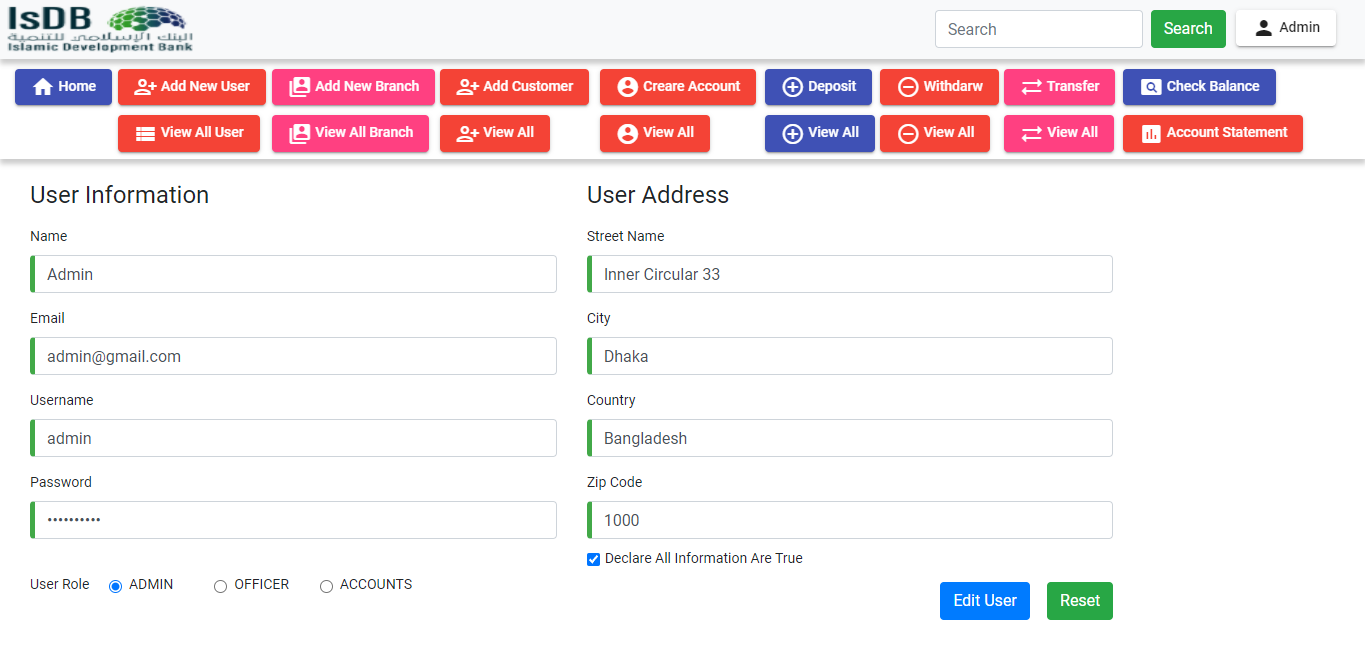 IsDB
البنك الإسلامي للتنمية
Islamic Development Bank
Search
Search
Admin
Home
Add New User
Add New Branch
Add Customer
Creare Account
Deposit
Withdarw
Transfer
Check Balance
View All User
View All Branch
View All
View All
View All
View All
View All
Account Statement
User Information
User Address
Name
Street Name
Admin
Inner Circular 33
Email
City
admin@gmail.com
Dhaka
Username
Country
admin
Bangladesh
Password
Zip Code
••••••••••
1000
Declare All Information Are True
User Role
ADMIN
OFFICER
ACCOUNTS
Edit User
Reset